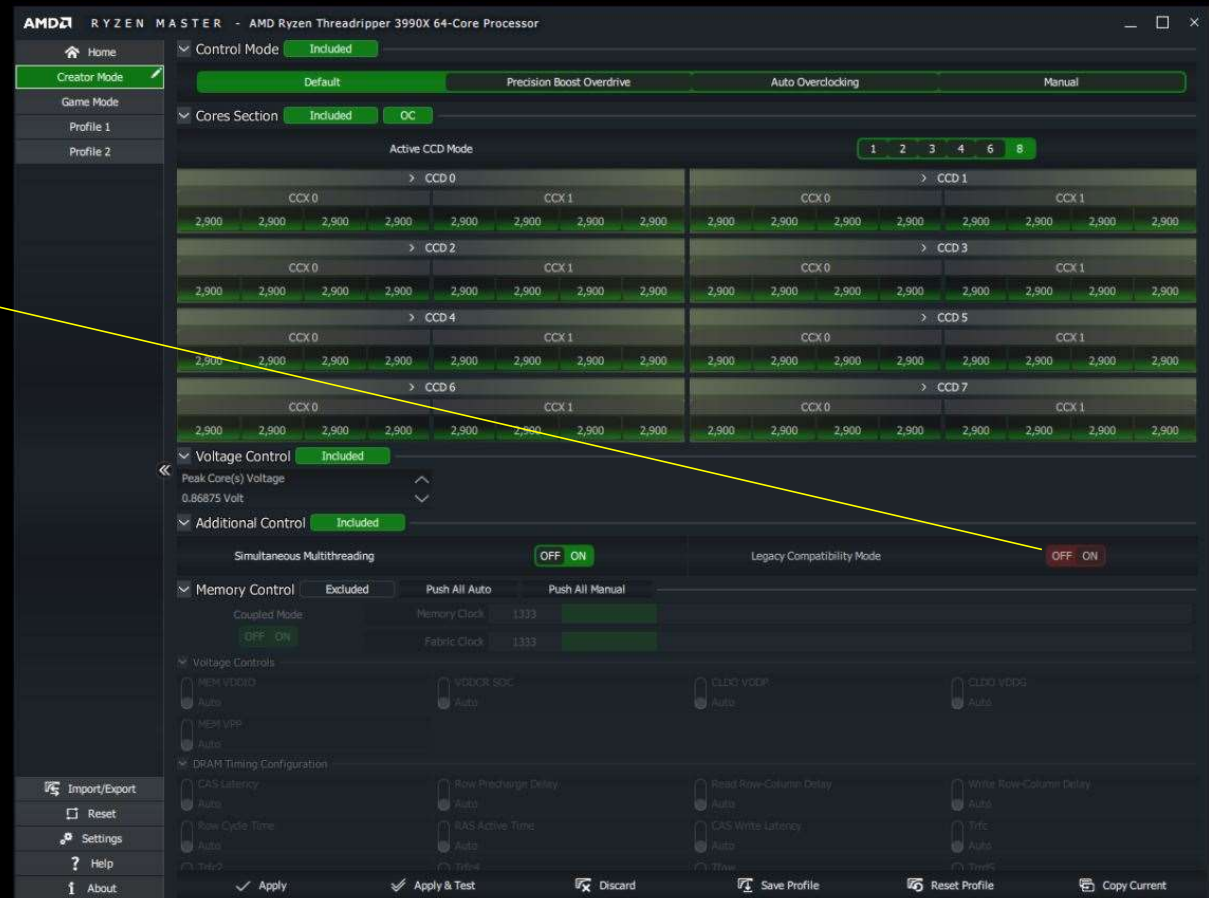 AMD RYZEN MASTER - AMD Ryzen Threadripper 3990X 64-Core Processor
Home
Creator Mode
Game Mode
Profile 1
Profile 2
Control Mode Included
Default Precision Boost Overdrive Auto Overclocking Manual
Cores Section Included OC
Active CCD Mode 1 2 3 4 6 8
CCD 0 CCD 1
CCX 0 CCX 1 CCX 0 CCX 1
2,900 2,900 2,900 2,900 2,900 2,900 2,900 2,900 2,900 2,900 2,900 2,900 2,900 2,900 2,900 2,900
CCD 2 CCD 3
CCX 0 CCX 1 CCX 0 CCX 1
2,900 2,900 2,900 2,900 2,900 2,900 2,900 2,900 2,900 2,900 2,900 2,900 2,900 2,900 2,900 2,900
CCD 4 CCD 5
CCX 0 CCX 1 CCX 0 CCX 1
2,900 2,900 2,900 2,900 2,900 2,900 2,900 2,900 2,900 2,900 2,900 2,900 2,900 2,900 2,900 2,900
CCD 6 CCD 7
CCX 0 CCX 1 CCX 0 CCX 1
2,900 2,900 2,900 2,900 2,900 2,900 2,900 2,900 2,900 2,900 2,900 2,900 2,900 2,900 2,900 2,900
Voltage Control Included
Peak Core(s) Voltage
0.86875 Volt
Additional Control Included
Simultaneous Multithreading OFF ON Legacy Compatibility Mode OFF ON
Memory Control Excluded Push All Auto Push All Manual
Coupled Mode Memory Clock 1333
OFF ON Fabric Clock 1333
Voltage Controls
MEM VDDIO VDDCR SOC CLDO VDDP CLDO VDDG
Auto Auto Auto Auto
MEM VPP
Auto
DRAM Timing Configuration
CAS Latency Row Precharge Delay Read Row-Column Delay Write Row-Column Delay
Auto Auto Auto Auto
Row Cycle Time RAS Active Time CAS Write Latency Trfc
Auto Auto Auto Auto
Trfc2
Import/Export
Reset
Settings
Help
About
Apply Apply & Test Discard Save Profile Reset Profile Copy Current